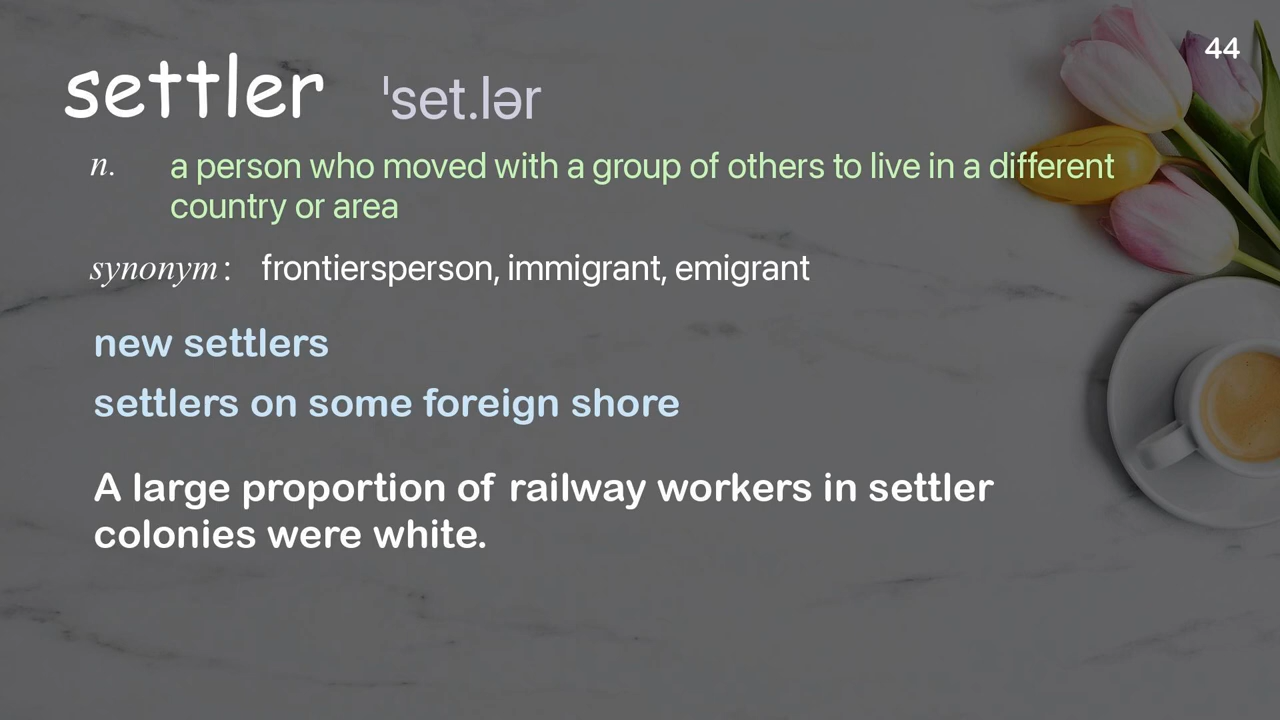 44
settler ˈset.lər
n. a person who moved with a group of others to live in a different
country or area
synonym : frontiersperson, immigrant, emigrant
new settlers
settlers on some foreign shore
A large proportion of railway workers in settler
colonies were white.